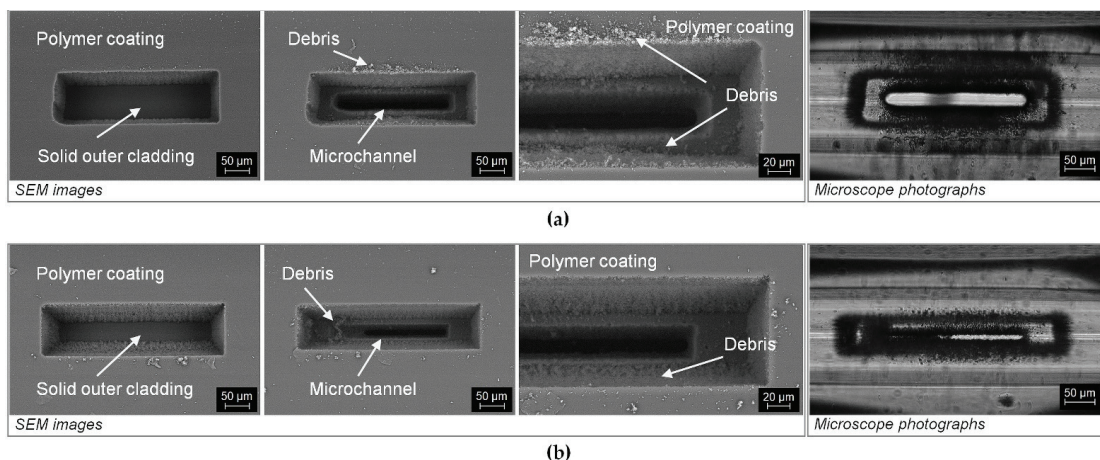 Polymer coating
Solid outer cladding
50 µm
Debris
Microchannel
50 µm
Polymer coating
Debris
20 µm
50 µm
SEM images
Microscope photographs
(a)
Polymer coating
Solid outer cladding
50 µm
Debris
Microchannel
50 µm
Polymer coating
Debris
20 µm
50 µm
SEM images
Microscope photographs
(b)